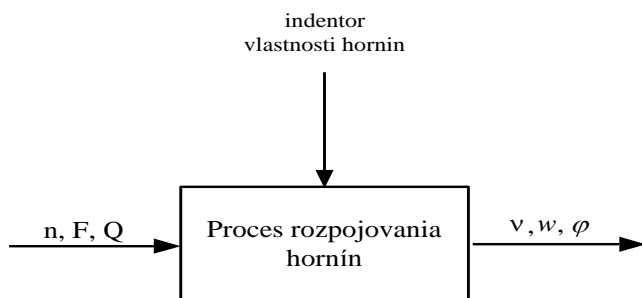 indentor
vlastnosti hornin
n, F, Q
Proces rozpojovania
hornín
ν, w, φ